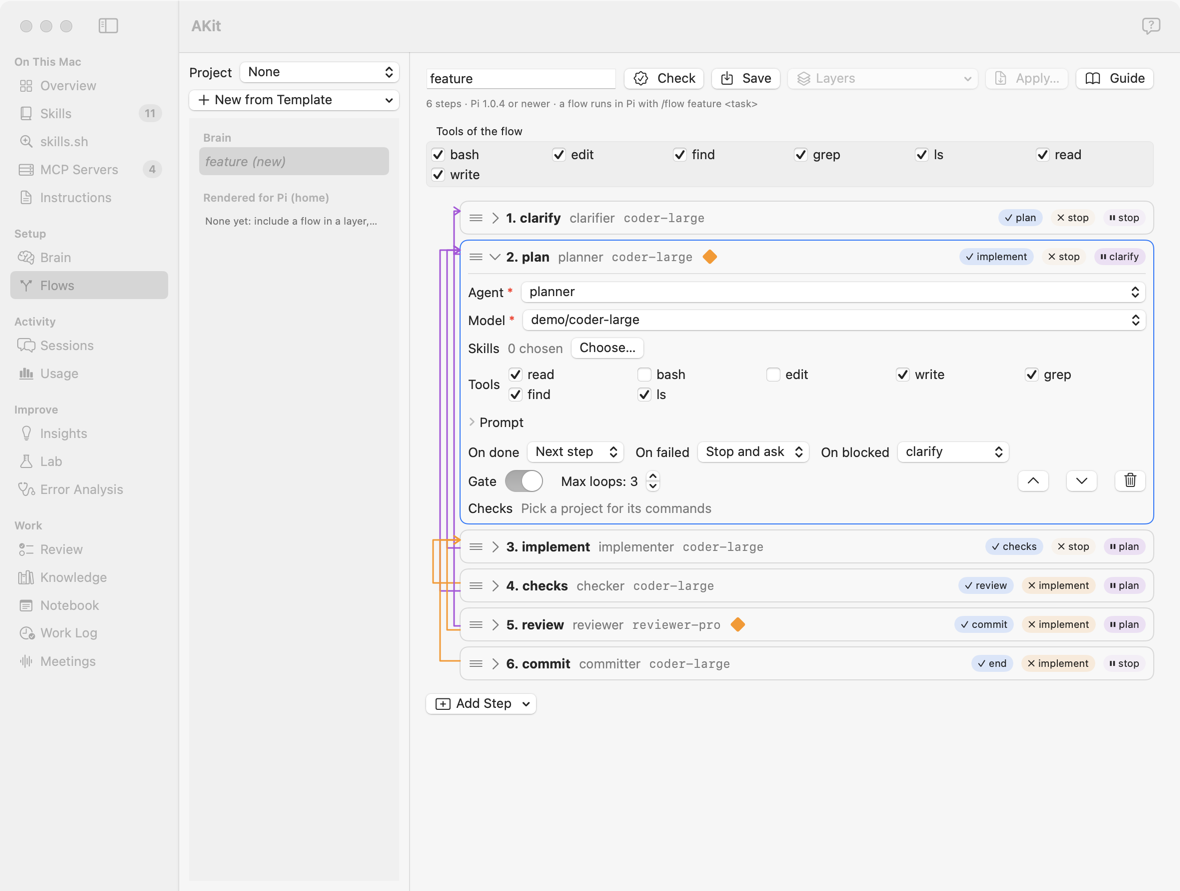 AKit
On This Mac
Overview
Skills 11
skills.sh
MCP Servers 4
Instructions
Setup
Brain
Flows
Activity
Sessions
Usage
Improve
Insights
Lab
Error Analysis
Work
Review
Knowledge
Notebook
Work Log
Meetings
Project None
New from Template
Brain
feature (new)
Rendered for Pi (home)
None yet: include a flow in a layer,...
feature Check Save Layers Apply... Guide
6 steps · Pi 1.0.4 or newer · a flow runs in Pi with /flow feature <task>
Tools of the flow
bash edit find grep ls read
write
1. clarify clarifier coder-large plan stop stop
2. plan planner coder-large implement stop clarify
Agent * planner
Model * demo/coder-large
Skills 0 chosen Choose...
Tools read bash edit write grep
find ls
Prompt
On done Next step On failed Stop and ask On blocked clarify
Gate Max loops: 3
Checks Pick a project for its commands
3. implement implementer coder-large checks stop plan
4. checks checker coder-large review implement plan
5. review reviewer reviewer-pro commit implement plan
6. commit committer coder-large end implement stop
Add Step